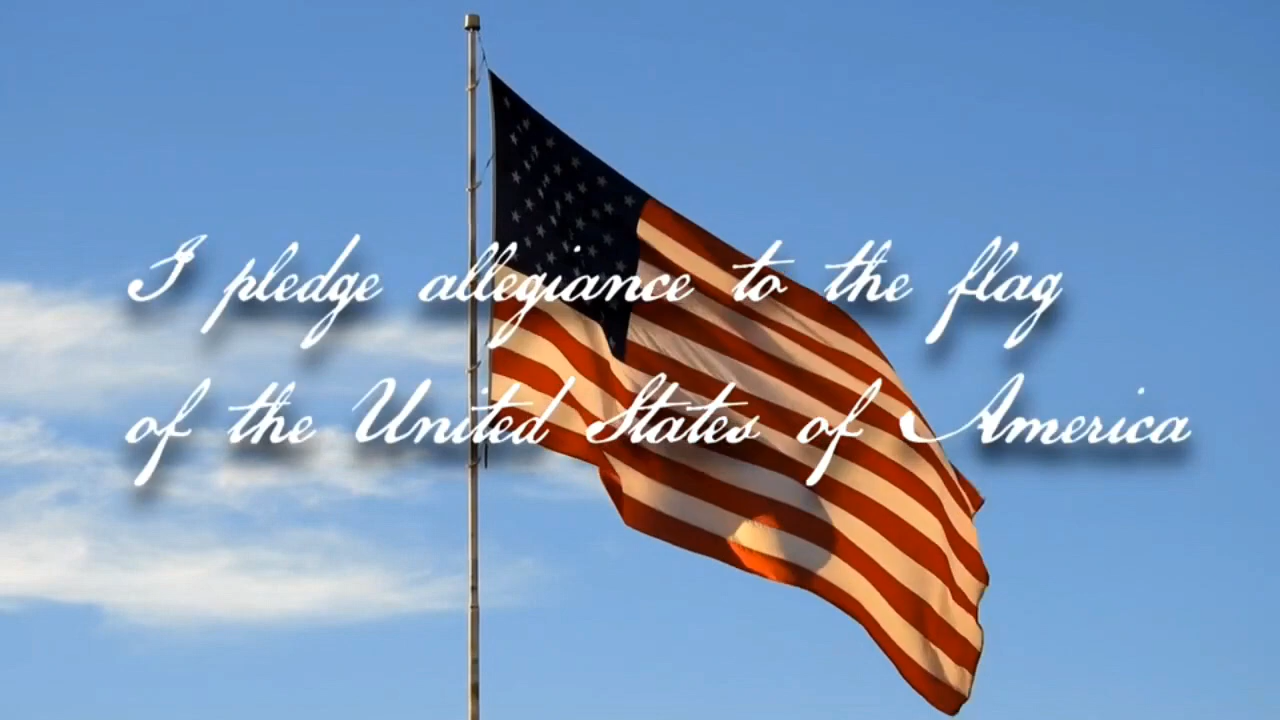 I pledge allegiance to the flag
of the United States of America